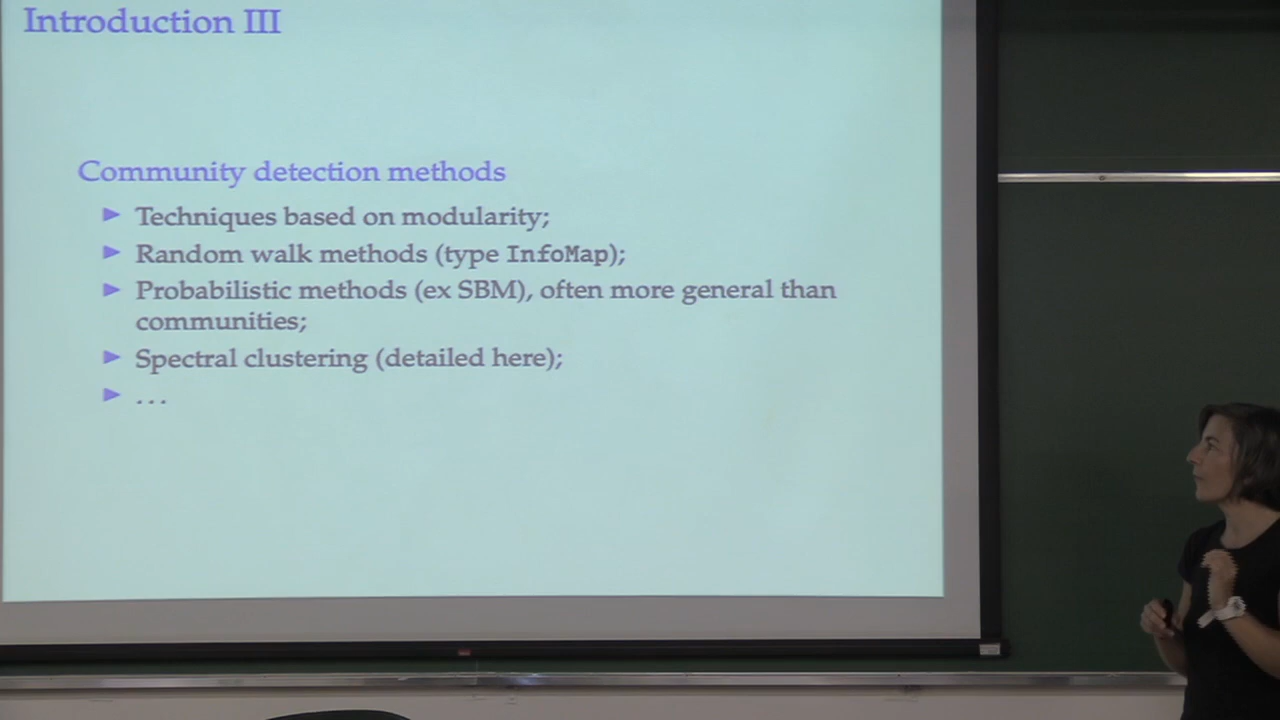 Introduction III
Community detection methods
Techniques based on modularity;
Random walk methods (type InfoMap);
Probabilistic methods (ex SBM), often more general than
communities;
Spectral clustering (detailed here);
...